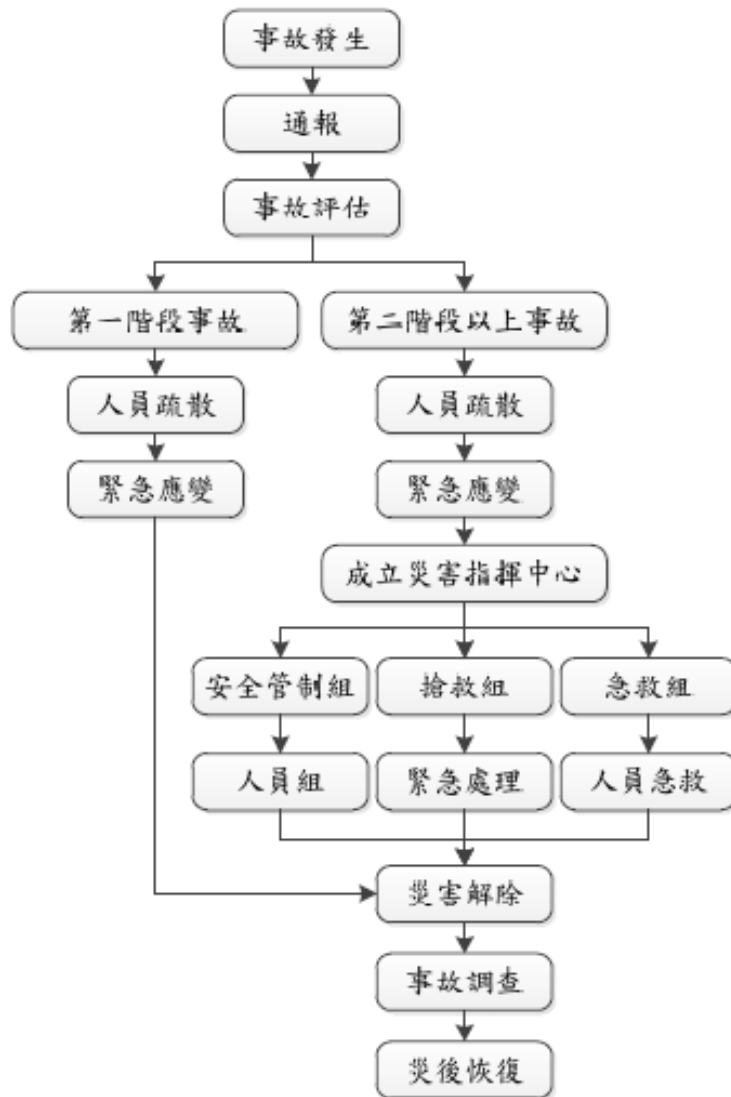 事故發生
通報
事故評估
第一階段事故
第二階段以上事故
人員疏散
人員疏散
緊急應變
緊急應變
成立災害指揮中心
安全管制組
搶救組
急救組
人員組
緊急處理
人員急救
災害解除
事故調查
災後恢復